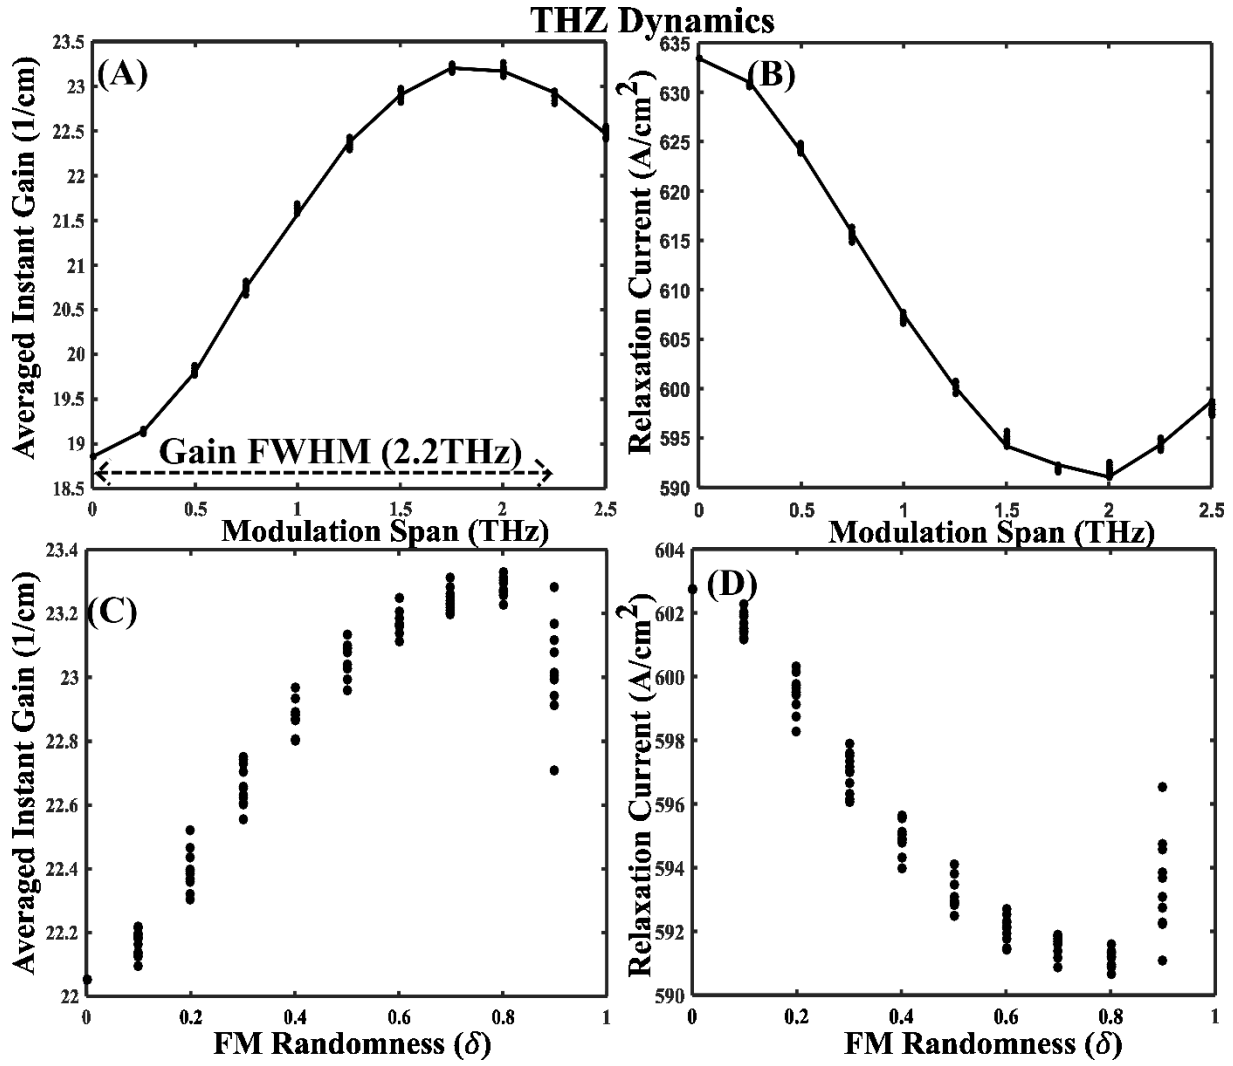 THZ Dynamics
(A)
Averaged Instant Gain (1/cm)
23.5
23
22.5
22
21.5
21
20.5
20
19.5
19
18.5
Gain FWHM (2.2THz)
0 0.5 1 1.5 2 2.5
Modulation Span (THz)
(B)
Relaxation Current (A/cm2)
635
630
625
620
615
610
605
600
595
590
0 0.5 1 1.5 2 2.5
Modulation Span (THz)
(C)
Averaged Instant Gain (1/cm)
23.4
23.2
23
22.8
22.6
22.4
22.2
22
0 0.2 0.4 0.6 0.8 1
FM Randomness (δ)
(D)
Relaxation Current (A/cm2)
604
602
600
598
596
594
592
590
0 0.2 0.4 0.6 0.8 1
FM Randomness (δ)